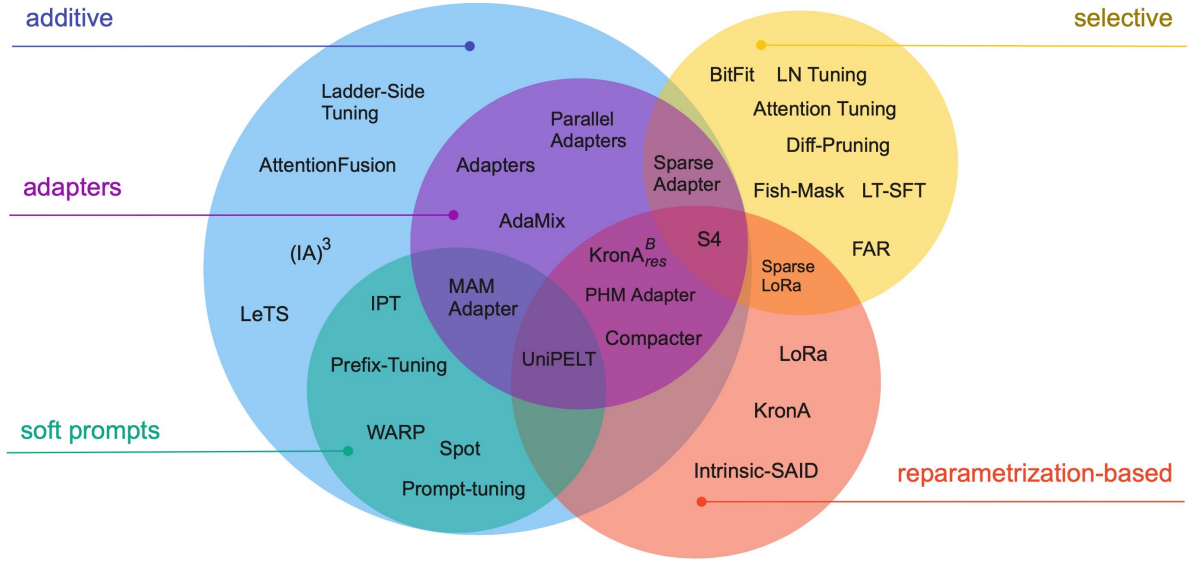 additive
selective
BitFit LN Tuning
Ladder-Side
Tuning
Attention Tuning
Parallel
Adapters
Diff-Pruning
AttentionFusion
Adapters
Sparse
Adapter
adapters
Fish-Mask LT-SFT
AdaMix
(IA)³
KronA^B_res
S4
FAR
Sparse
LoRa
MAM
Adapter
PHM Adapter
IPT
LeTS
Compacter
UniPELT
LoRa
Prefix-Tuning
KronA
soft prompts
WARP
Spot
Intrinsic-SAID
reparametrization-based
Prompt-tuning